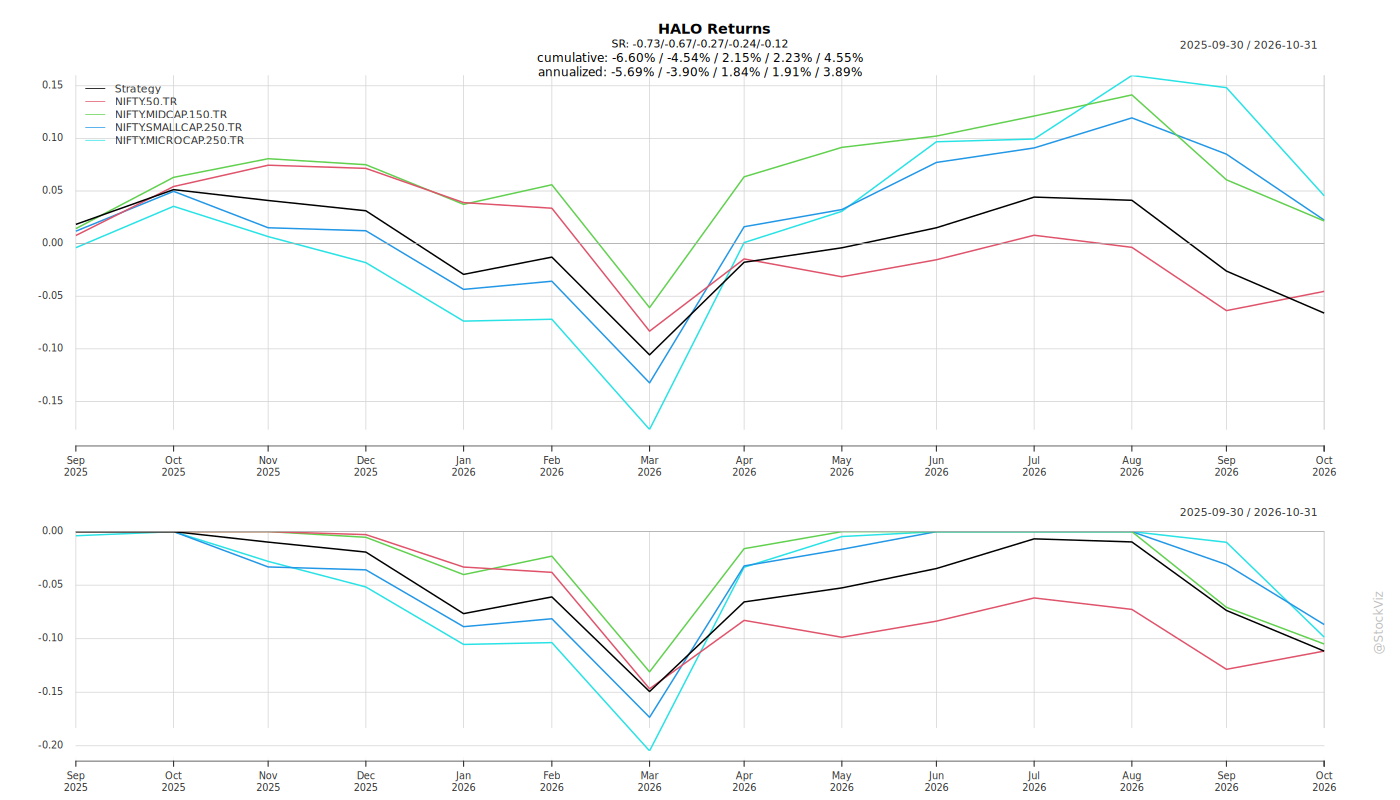 HALO Returns
SR: -0.73/-0.67/-0.27/-0.24/-0.12
cumulative: -6.60% / -4.54% / 2.15% / 2.23% / 4.55%
annualized: -5.69% / -3.90% / 1.84% / 1.91% / 3.89%
2025-09-30 / 2026-10-31
Strategy
NIFTY.50.TR
NIFTY.MIDCAP.150.TR
NIFTY.SMALLCAP.250.TR
NIFTY.MICROCAP.250.TR
0.15
0.10
0.05
0.00
-0.05
-0.10
-0.15
Sep Oct Nov Dec Jan Feb Mar Apr May Jun Jul Aug Sep Oct
2025 2025 2025 2025 2026 2026 2026 2026 2026 2026 2026 2026 2026 2026
2025-09-30 / 2026-10-31
0.00
-0.05
-0.10
-0.15
-0.20
Sep Oct Nov Dec Jan Feb Mar Apr May Jun Jul Aug Sep Oct
2025 2025 2025 2025 2026 2026 2026 2026 2026 2026 2026 2026 2026 2026
@StockViz